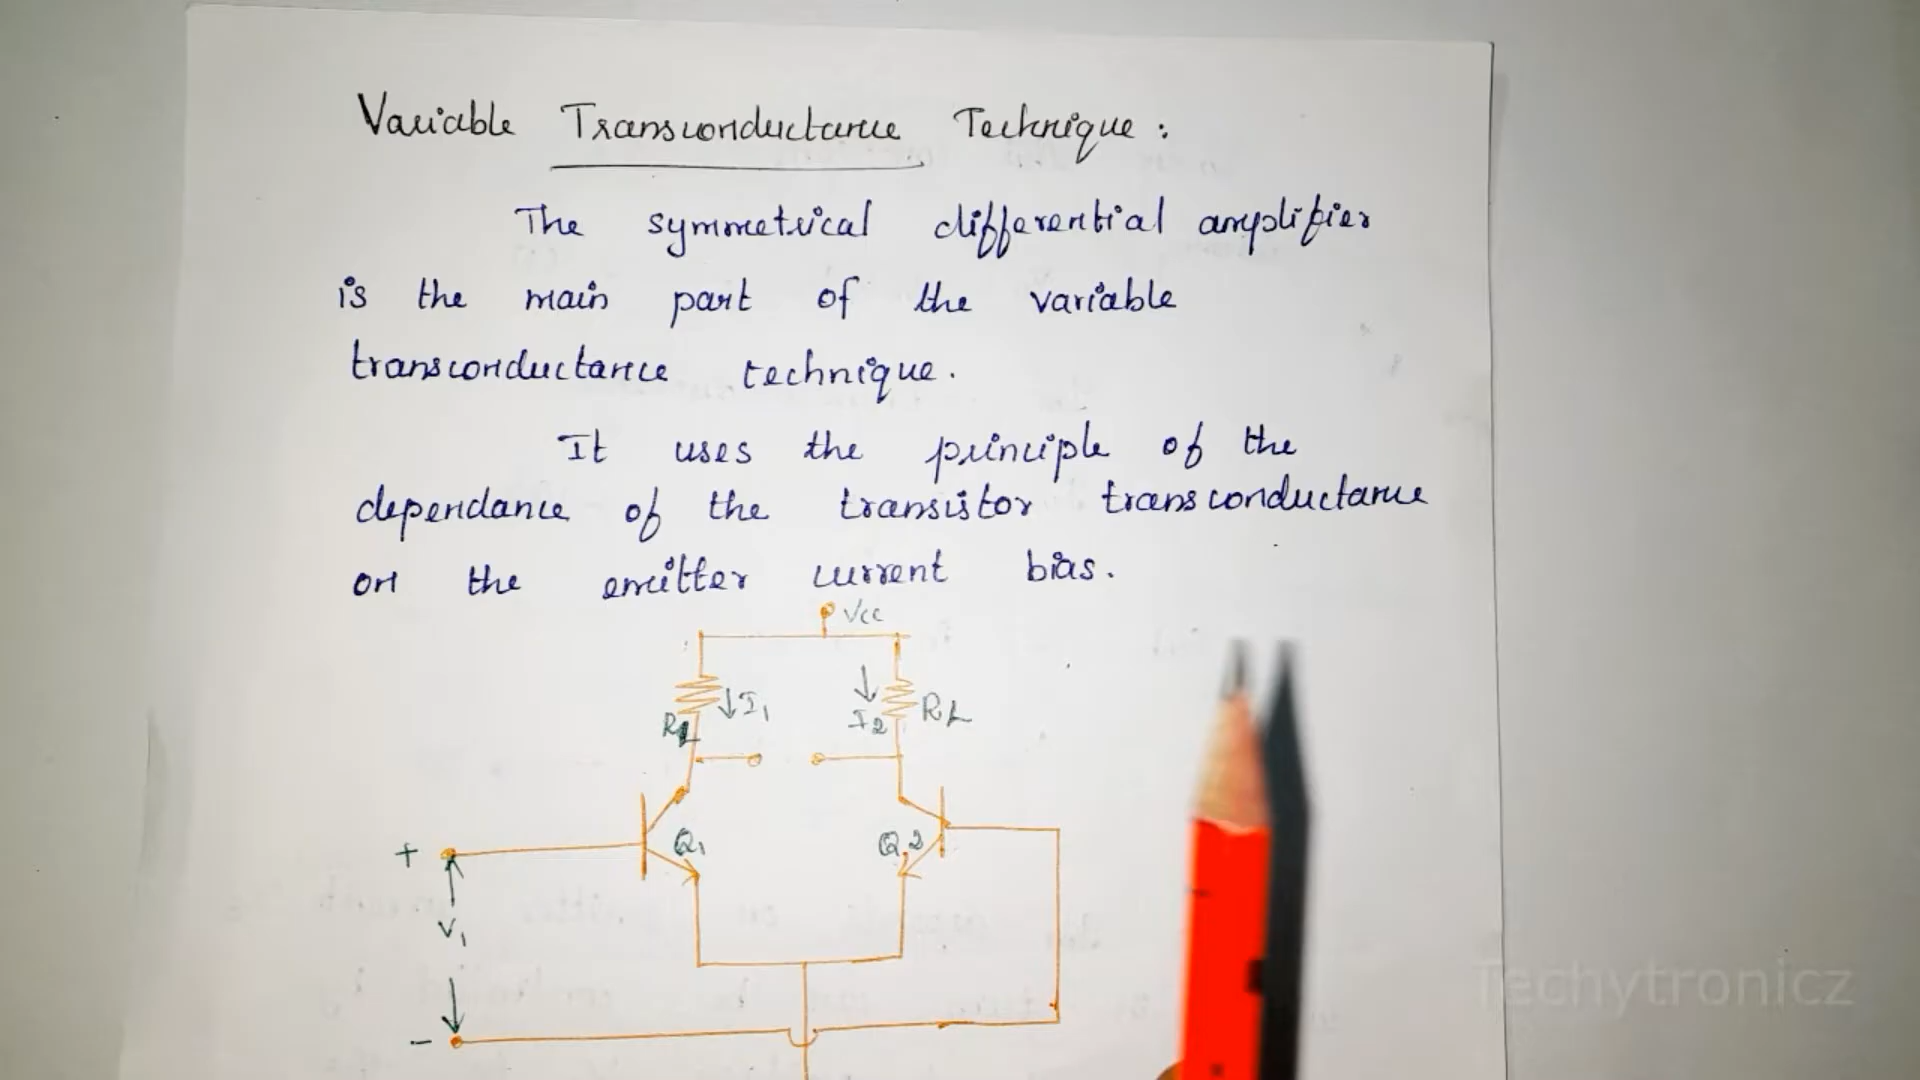 Variable Transconductance Technique :
The symmetrical differential amplifier
is the main part of the variable
transconductance technique.
It uses the principle of the
dependance of the transistor transconductance
on the emitter current bias.
Vcc
↓I1
↓
I2
RL
RL
Q1
Q2
+
V1
-
Techytronicz